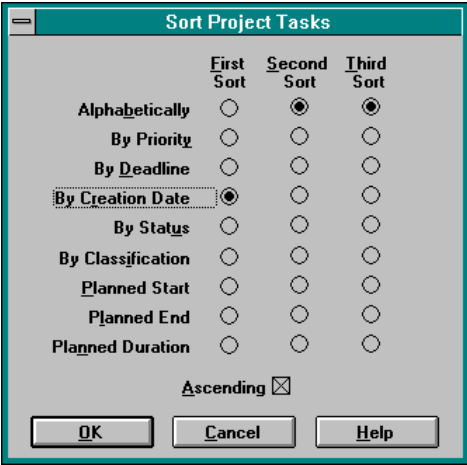 Sort Project Tasks
First Second Third
Sort Sort Sort
Alphabetically
By Priority
By Deadline
By Creation Date
By Status
By Classification
Planned Start
Planned End
Planned Duration
Ascending
OK Cancel Help